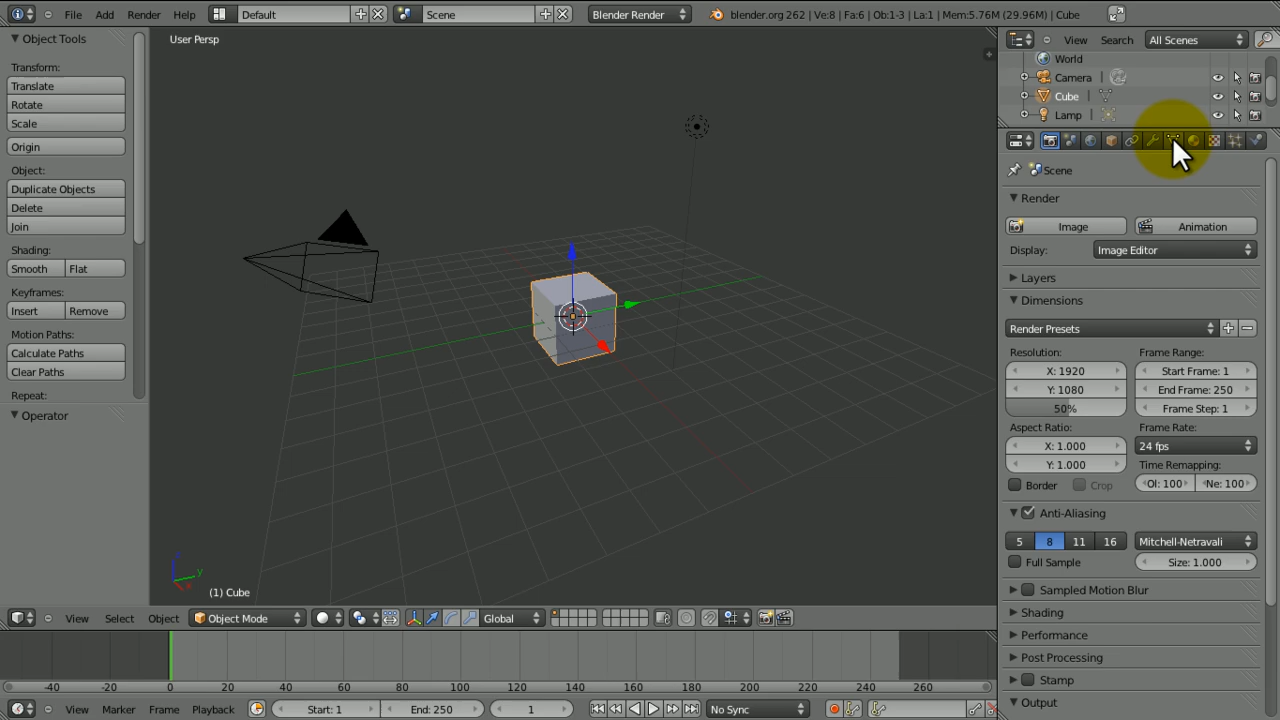 File Add Render Help Default Scene Blender Render blender.org 262 | Ve:8 | Fa:6 | Ob:1-3 | La:1 | Mem:5.76M (29.96M) | Cube
Object Tools
Transform:
Translate
Rotate
Scale
Origin
Object:
Duplicate Objects
Delete
Join
Shading:
Smooth Flat
Keyframes:
Insert Remove
Motion Paths:
Calculate Paths
Clear Paths
Repeat:
Operator
User Persp
z
y
x
(1) Cube
View Select Object Object Mode Global
-40 -20 0 20 40 60 80 100 120 140 160 180 200 220 240 260
View Marker Frame Playback Start: 1 End: 250 1 No Sync
View Search All Scenes
World
Camera
Cube
Lamp
Scene
Render
Image Animation
Display: Image Editor
Layers
Dimensions
Render Presets
Resolution: Frame Range:
X: 1920 Start Frame: 1
Y: 1080 End Frame: 250
50% Frame Step: 1
Aspect Ratio: Frame Rate:
X: 1.000 24 fps
Y: 1.000 Time Remapping:
Border Crop Ol: 100 Ne: 100
Anti-Aliasing
5 8 11 16 Mitchell-Netravali
Full Sample Size: 1.000
Sampled Motion Blur
Shading
Performance
Post Processing
Stamp
Output